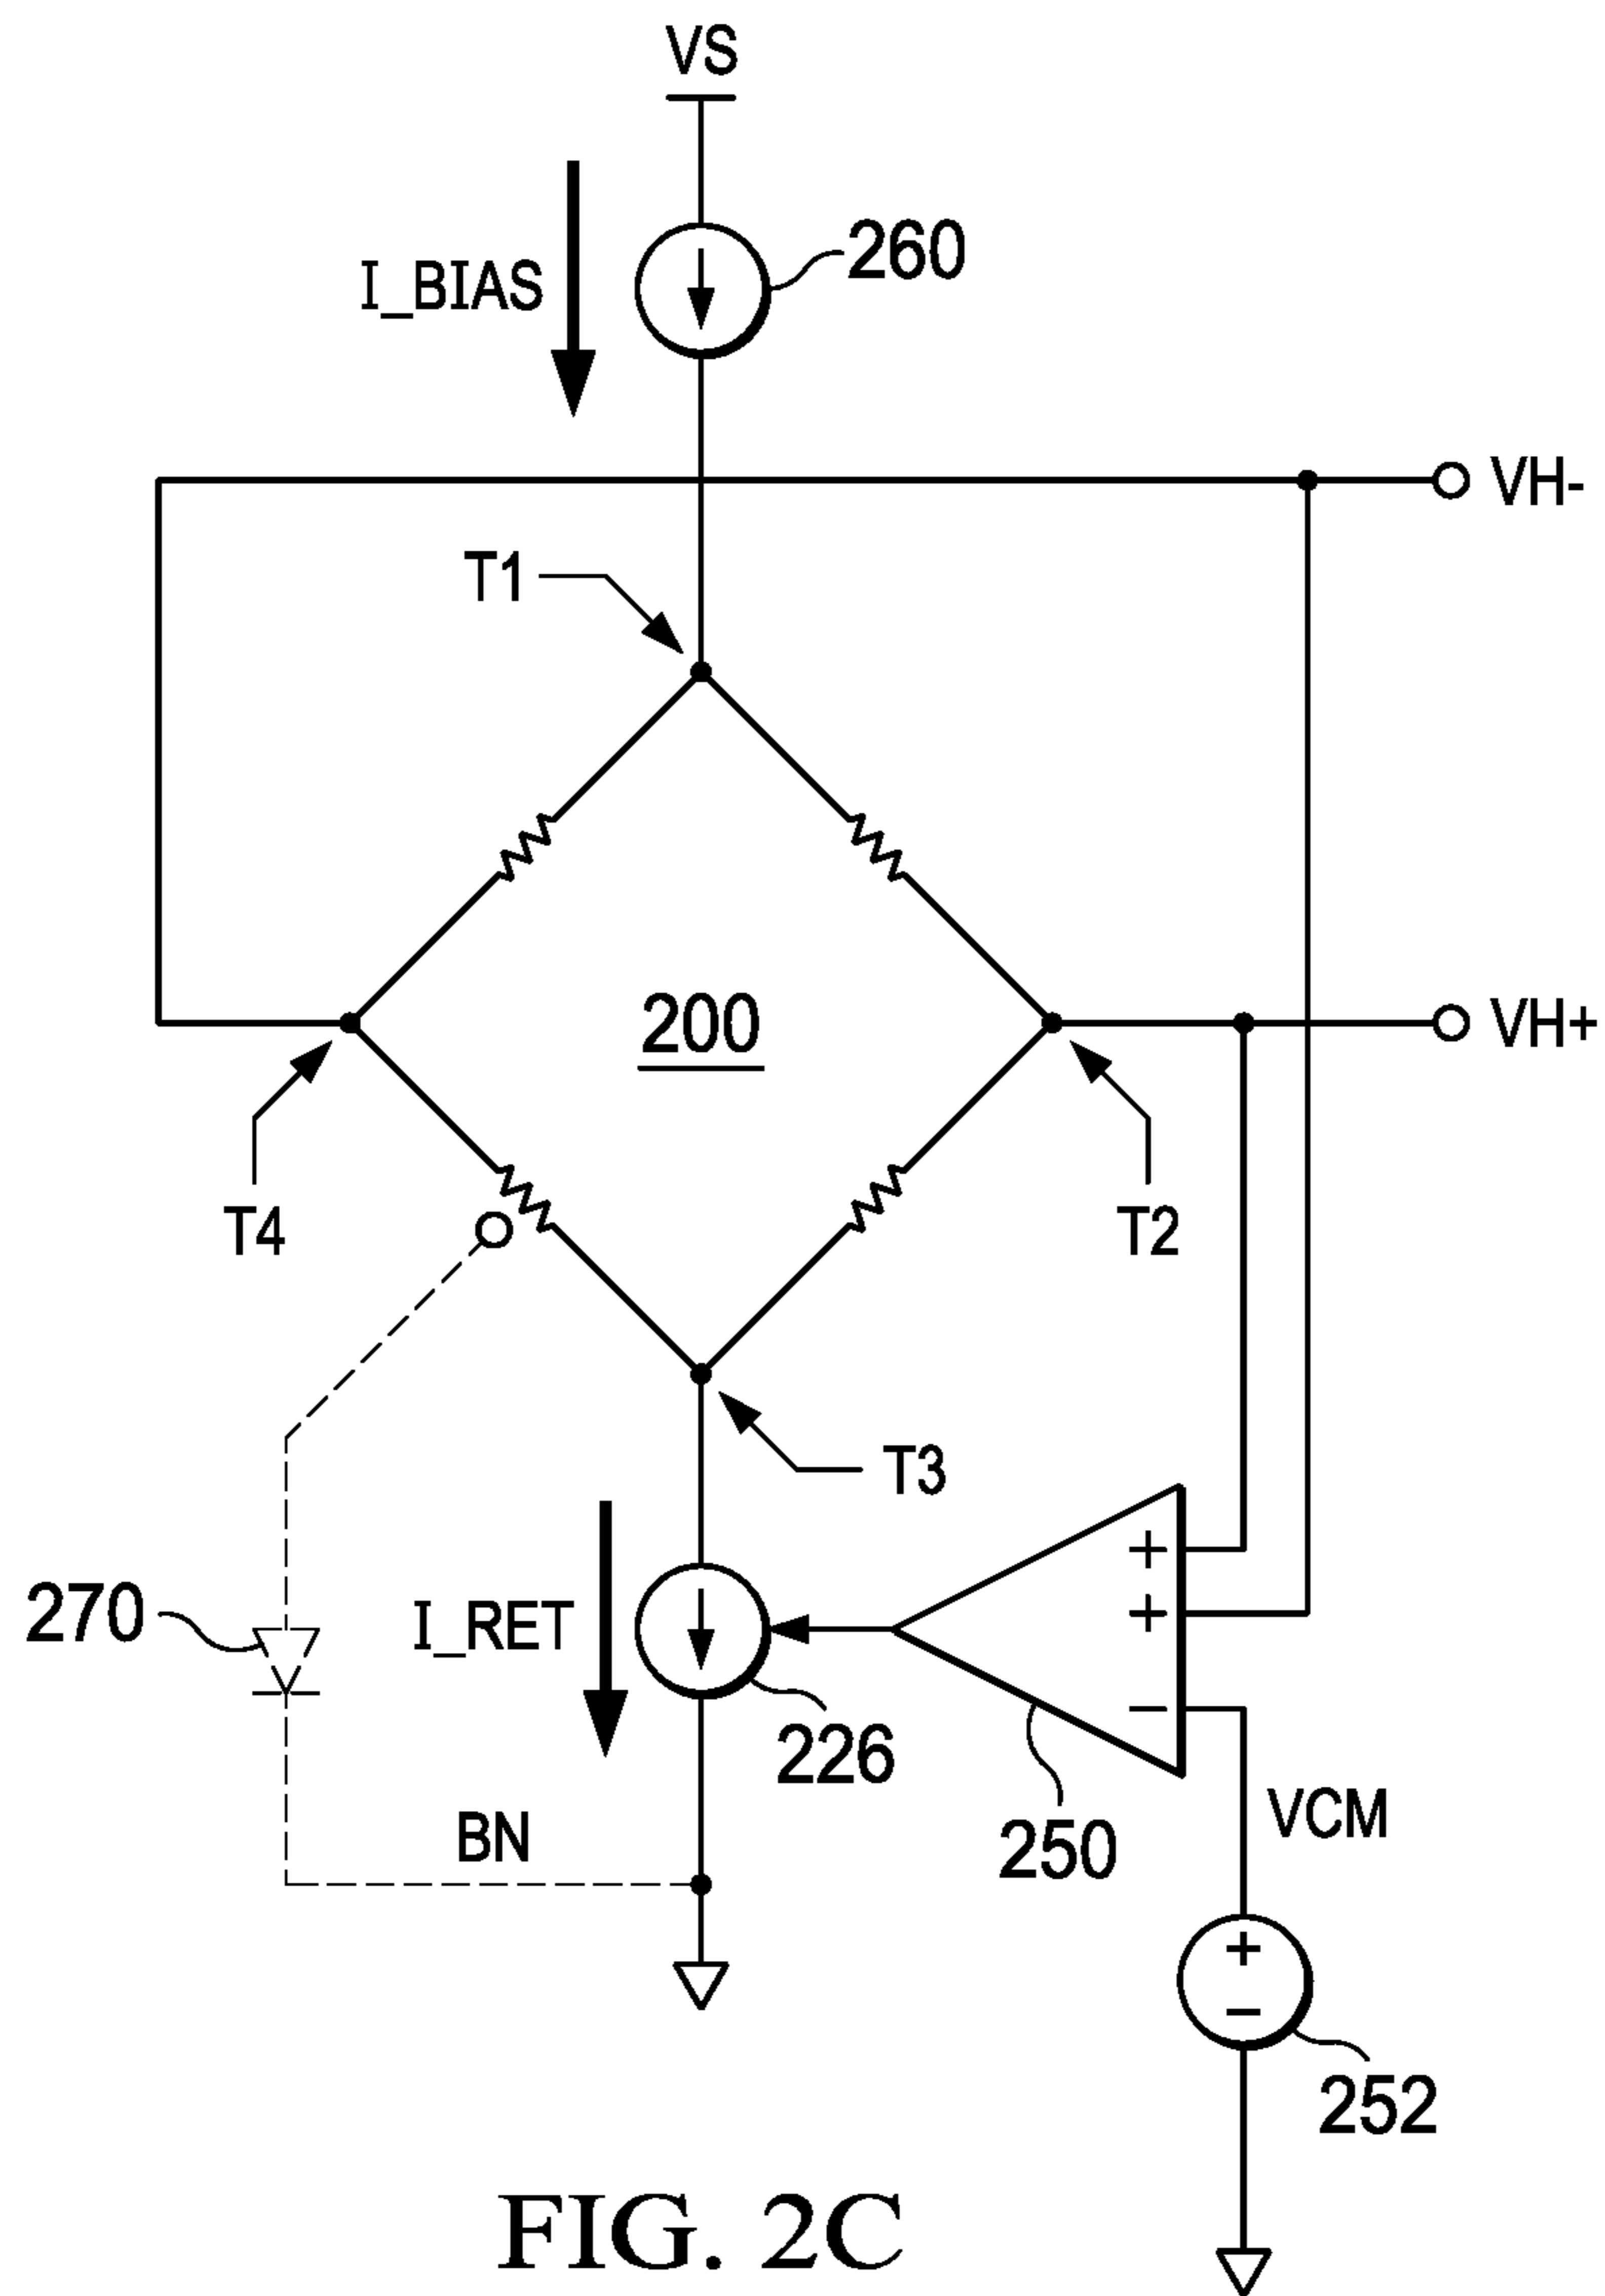 VS
260
I_BIAS
VH-
T1
200
VH+
T4
T2
T3
270
I_RET
+
+
−
226
250
VCM
BN
+
−
252
FIG. 2C